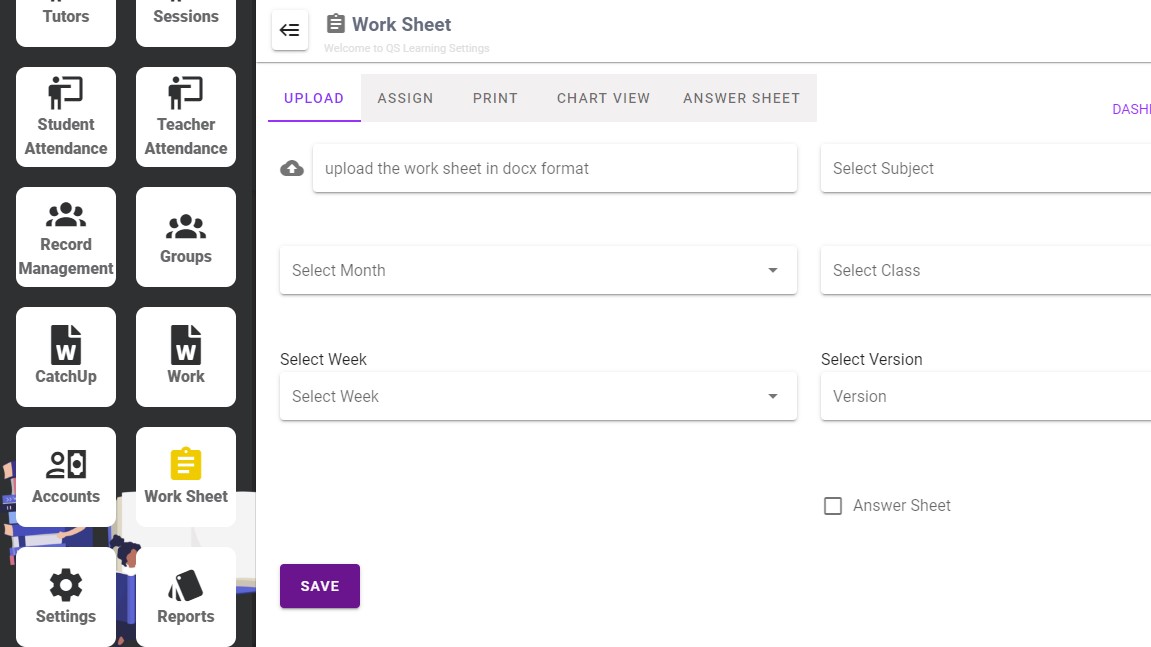 Tutors
Sessions
Student
Attendance
Teacher
Attendance
Record
Management
Groups
W
CatchUp
W
Work
Accounts
Work Sheet
Settings
Reports
Work Sheet
Welcome to QS Learning Settings
UPLOAD ASSIGN PRINT CHART VIEW ANSWER SHEET
DASH
upload the work sheet in docx format
Select Subject
Select Month
Select Class
Select Week
Select Version
Select Week
Version
Answer Sheet
SAVE